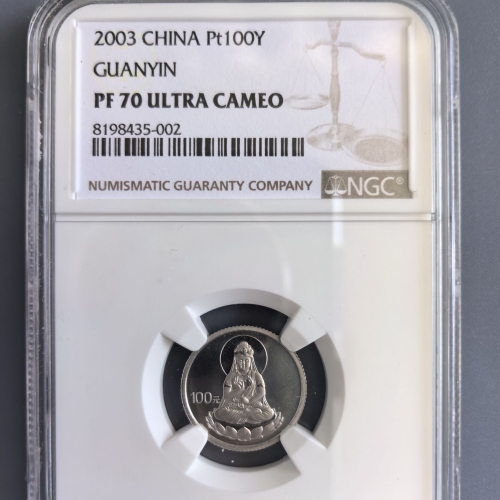 2003 CHINA Pt100Y
GUANYIN
PF 70 ULTRA CAMEO
8198435-002
NUMISMATIC GUARANTY COMPANY NGC®
100元